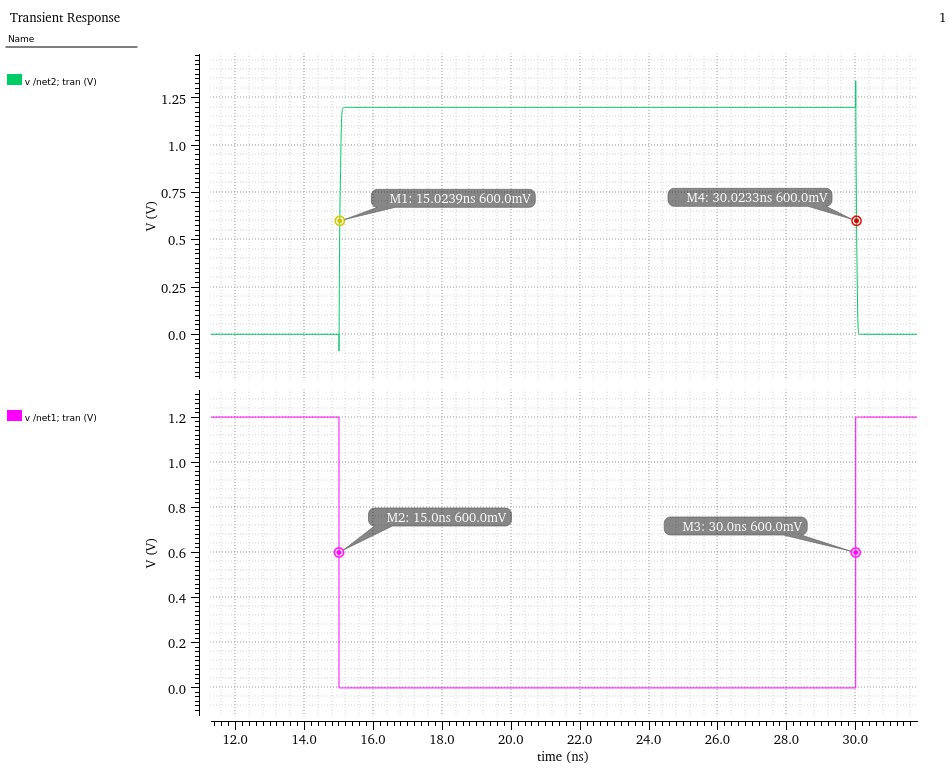 Transient Response 1
Name
v /net2; tran (V)
1.25
1.0
0.75
0.5
0.25
0.0
V (V)
M1: 15.0239ns 600.0mV
M4: 30.0233ns 600.0mV
v /net1; tran (V)
1.2
1.0
0.8
0.6
0.4
0.2
0.0
V (V)
M2: 15.0ns 600.0mV
M3: 30.0ns 600.0mV
12.0 14.0 16.0 18.0 20.0 22.0 24.0 26.0 28.0 30.0
time (ns)